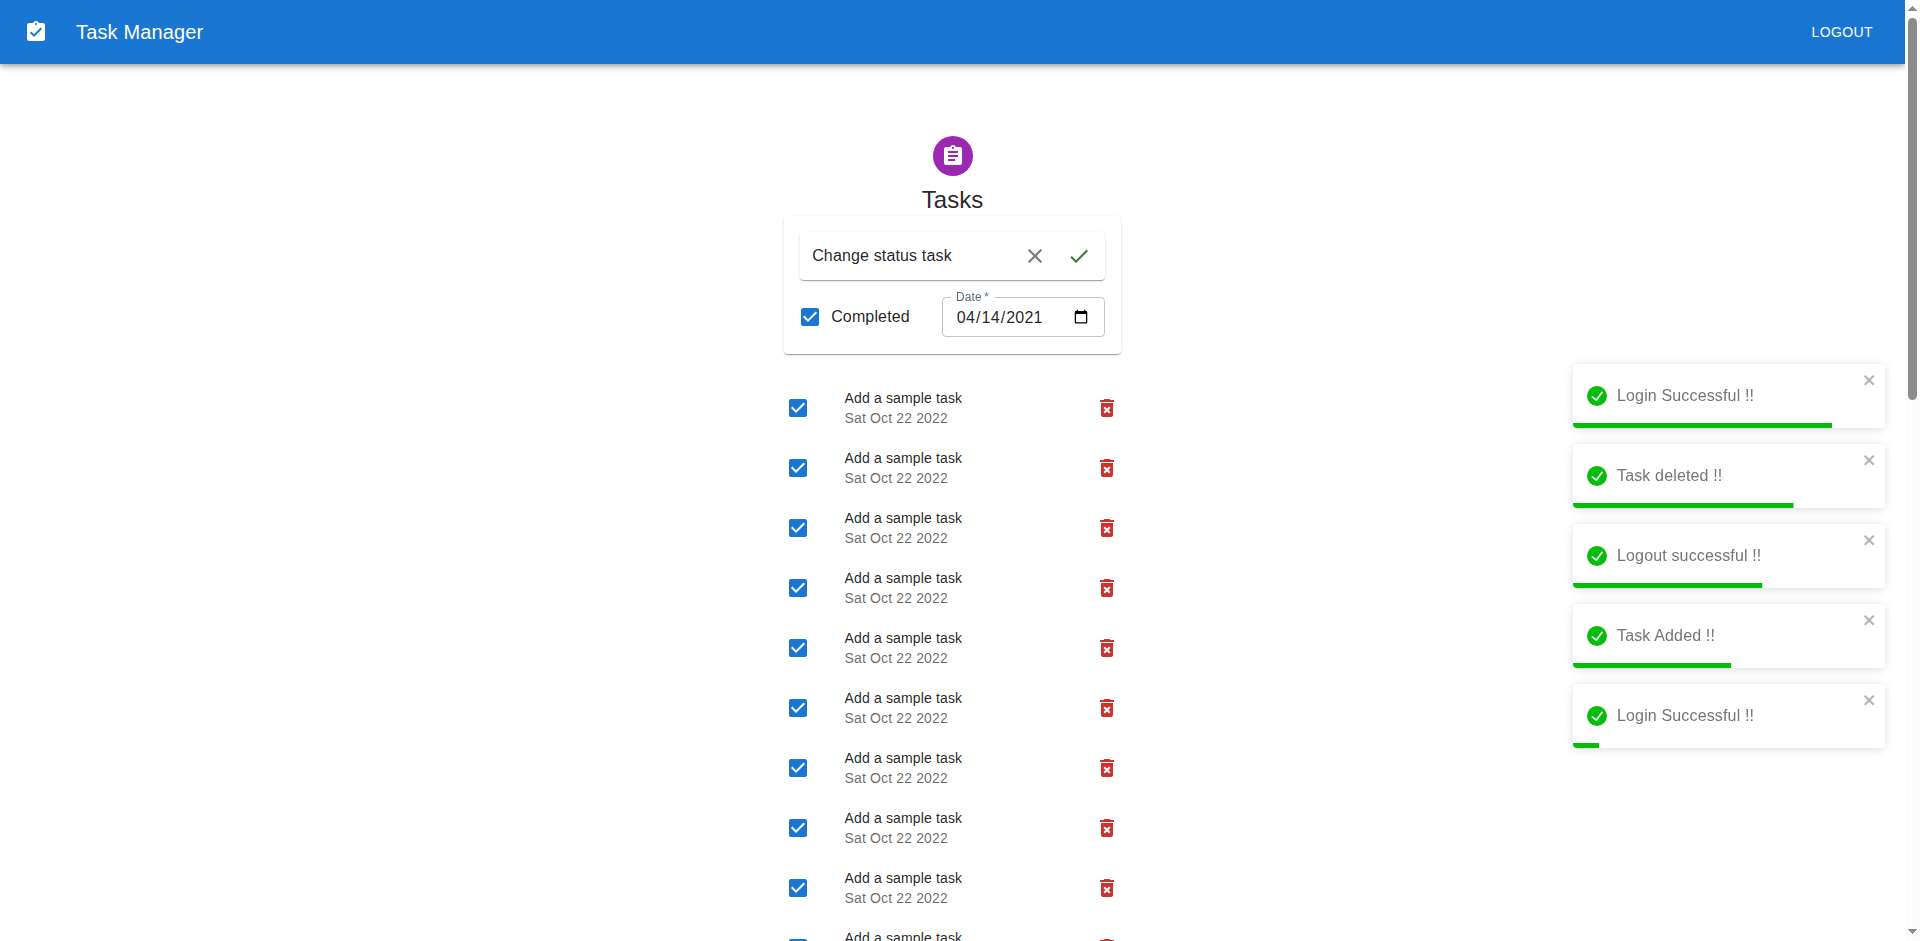 Task Manager
LOGOUT
Tasks
Change status task
Completed
Date *
04/14/2021
Add a sample task
Sat Oct 22 2022
Add a sample task
Sat Oct 22 2022
Add a sample task
Sat Oct 22 2022
Add a sample task
Sat Oct 22 2022
Add a sample task
Sat Oct 22 2022
Add a sample task
Sat Oct 22 2022
Add a sample task
Sat Oct 22 2022
Add a sample task
Sat Oct 22 2022
Add a sample task
Sat Oct 22 2022
Add a sample task
Login Successful !!
Task deleted !!
Logout successful !!
Task Added !!
Login Successful !!